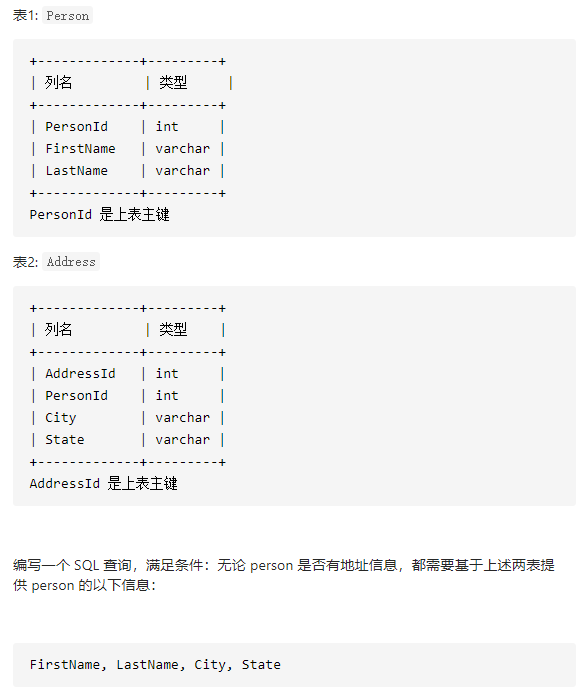 表1: Person
+-------------+---------+
| 列名         | 类型     |
+-------------+---------+
| PersonId    | int     |
| FirstName   | varchar |
| LastName    | varchar |
+-------------+---------+
PersonId 是上表主键
表2: Address
+-------------+---------+
| 列名         | 类型    |
+-------------+---------+
| AddressId   | int     |
| PersonId    | int     |
| City        | varchar |
| State       | varchar |
+-------------+---------+
AddressId 是上表主键
编写一个 SQL 查询，满足条件：无论 person 是否有地址信息，都需要基于上述两表提
供 person 的以下信息：
FirstName, LastName, City, State